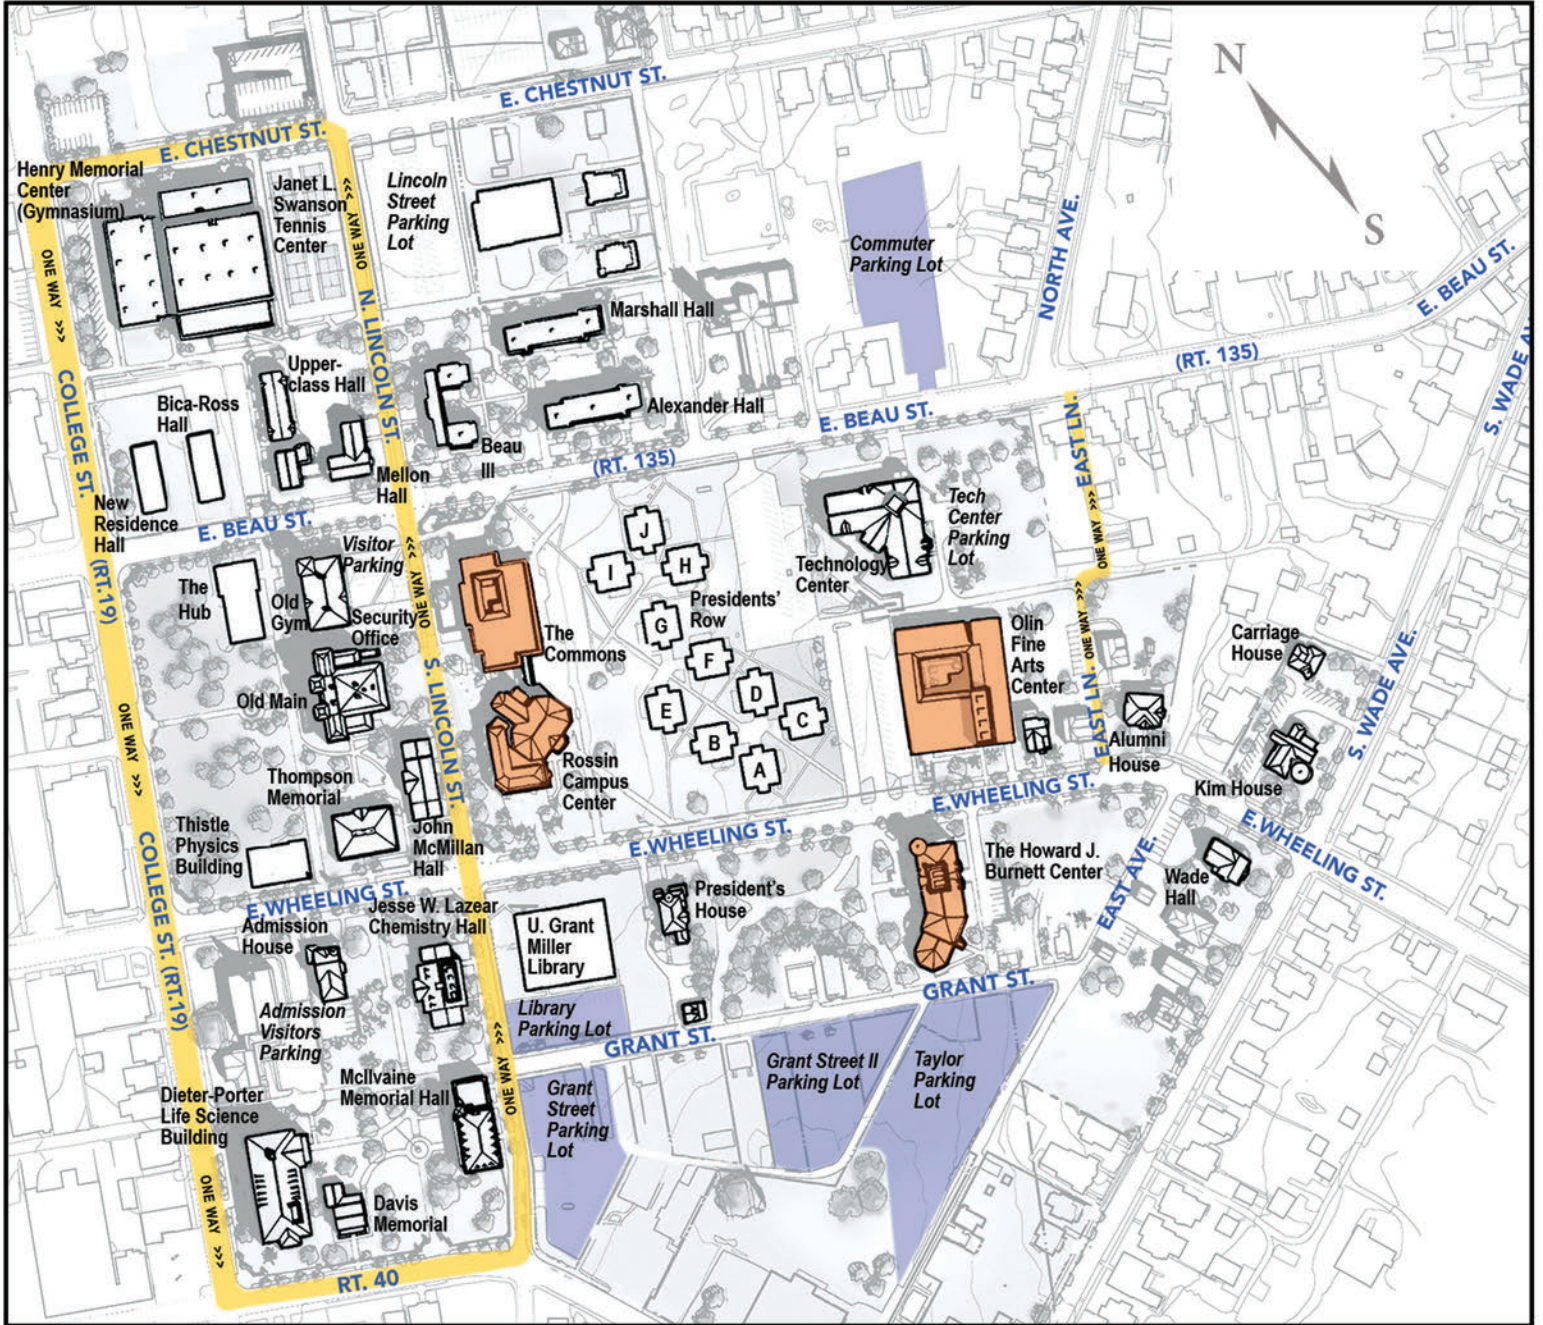 N
S
E. CHESTNUT ST.
E. CHESTNUT ST.
Henry Memorial
Center
(Gymnasium)
Janet L.
Swanson
Tennis
Center
ONE WAY >>>
Lincoln
Street
Parking
Lot
Commuter
Parking Lot
NORTH AVE.
E. BEAU ST.
S. WADE AV
ONE WAY >>>
N. LINCOLN ST.
Marshall Hall
(RT. 135)
COLLEGE ST.
Upper-
class Hall
Bica-Ross
Hall
Alexander Hall
E. BEAU ST.
EAST LN.
Beau
III
(RT. 135)
Mellon
Hall
New
Residence
Hall
E. BEAU ST.
Tech
Center
Parking
Lot
ONE WAY >>>
Visitor
Parking
ONE WAY >>>
J
I
H
Technology
Center
(RT.19)
The
Hub
Old
Gym
Security
Office
The
Commons
Presidents'
Row
G
F
E
D
C
B
A
Olin
Fine
Arts
Center
ONE WAY >>>
EAST LN.
Carriage
House
S. WADE AVE.
Old Main
S. LINCOLN ST.
ONE WAY >>>
Rossin
Campus
Center
Alumni
House
Kim House
Thompson
Memorial
John
McMillan
Hall
Thistle
Physics
Building
E.WHEELING ST.
E.WHEELING ST.
E.WHEELING ST.
E.WHEELING ST.
COLLEGE ST. (RT.19)
The Howard J.
Burnett Center
EAST AVE.
Wade
Hall
President's
House
Admission
House
Jesse W. Lazear
Chemistry Hall
U. Grant
Miller
Library
Admission
Visitors
Parking
Library
Parking Lot
GRANT ST.
GRANT ST.
ONE WAY >>>
Grant Street II
Parking Lot
Taylor
Parking
Lot
Grant
Street
Parking
Lot
McIlvaine
Memorial Hall
Dieter-Porter
Life Science
Building
Davis
Memorial
ONE WAY >>>
RT. 40